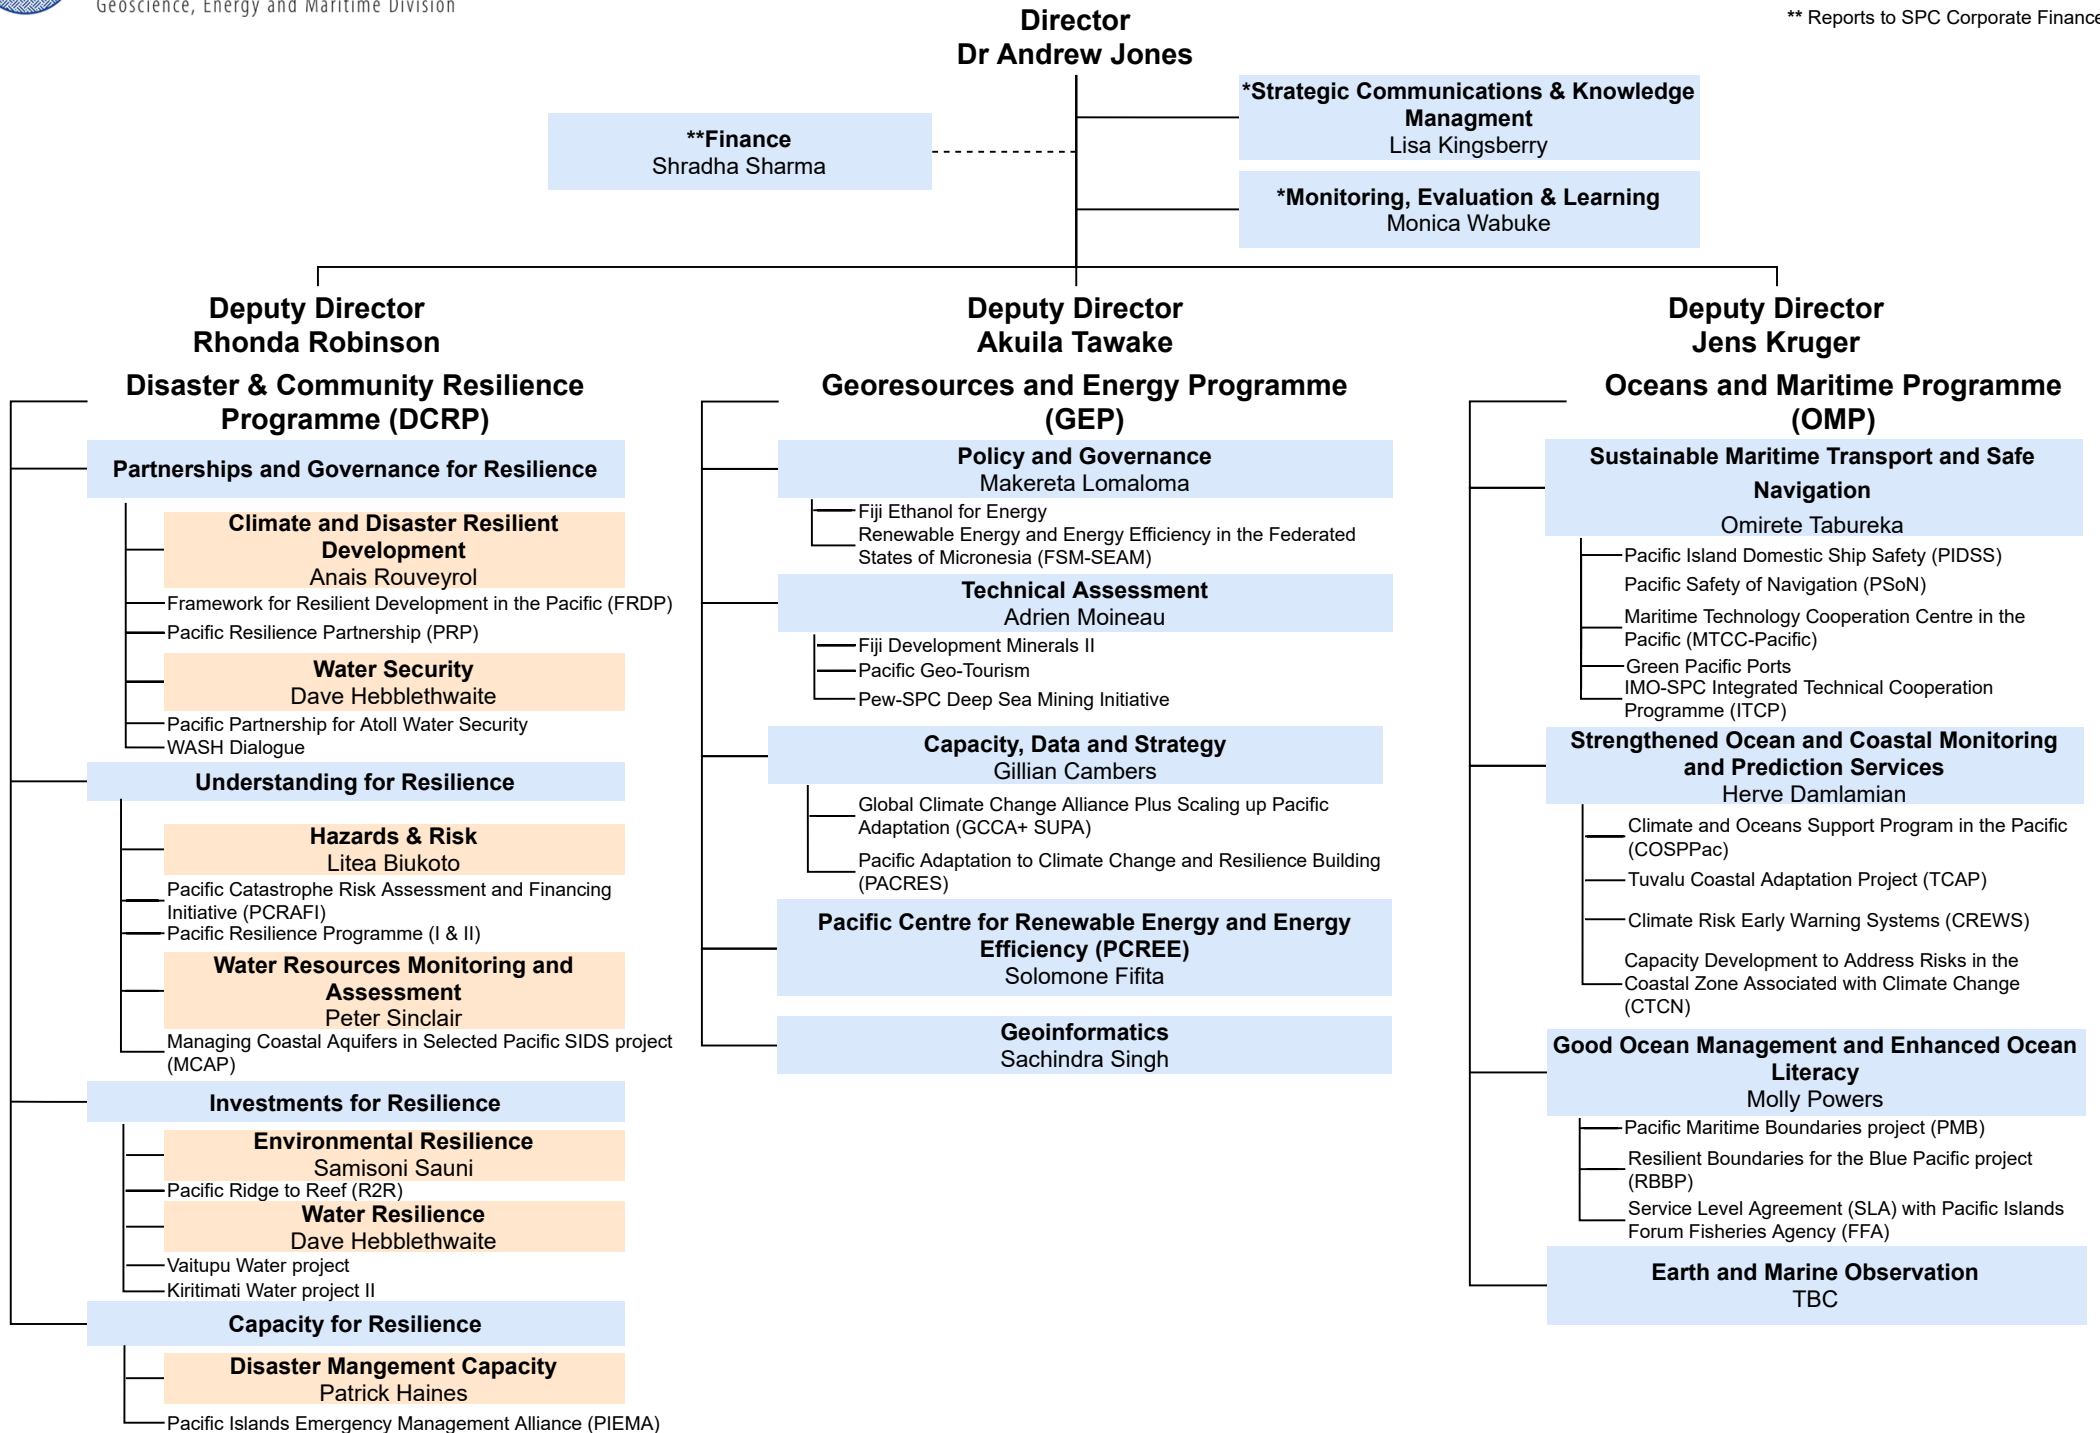 Geoscience, Energy and Maritime Division
** Reports to SPC Corporate Finance
Director
Dr Andrew Jones
**Finance
Shradha Sharma
*Strategic Communications & Knowledge
Managment
Lisa Kingsberry
*Monitoring, Evaluation & Learning
Monica Wabuke
Deputy Director
Rhonda Robinson
Disaster & Community Resilience
Programme (DCRP)
Partnerships and Governance for Resilience
Climate and Disaster Resilient
Development
Anais Rouveyrol
Framework for Resilient Development in the Pacific (FRDP)
Pacific Resilience Partnership (PRP)
Water Security
Dave Hebblethwaite
Pacific Partnership for Atoll Water Security
WASH Dialogue
Understanding for Resilience
Hazards & Risk
Litea Biukoto
Pacific Catastrophe Risk Assessment and Financing
Initiative (PCRAFI)
Pacific Resilience Programme (I & II)
Water Resources Monitoring and
Assessment
Peter Sinclair
Managing Coastal Aquifers in Selected Pacific SIDS project
(MCAP)
Investments for Resilience
Environmental Resilience
Samisoni Sauni
Pacific Ridge to Reef (R2R)
Water Resilience
Dave Hebblethwaite
Vaitupu Water project
Kiritimati Water project II
Capacity for Resilience
Disaster Mangement Capacity
Patrick Haines
Pacific Islands Emergency Management Alliance (PIEMA)
Deputy Director
Akuila Tawake
Georesources and Energy Programme
(GEP)
Policy and Governance
Makereta Lomaloma
Fiji Ethanol for Energy
Renewable Energy and Energy Efficiency in the Federated
States of Micronesia (FSM-SEAM)
Technical Assessment
Adrien Moineau
Fiji Development Minerals II
Pacific Geo-Tourism
Pew-SPC Deep Sea Mining Initiative
Capacity, Data and Strategy
Gillian Cambers
Global Climate Change Alliance Plus Scaling up Pacific
Adaptation (GCCA+ SUPA)
Pacific Adaptation to Climate Change and Resilience Building
(PACRES)
Pacific Centre for Renewable Energy and Energy
Efficiency (PCREE)
Solomone Fifita
Geoinformatics
Sachindra Singh
Deputy Director
Jens Kruger
Oceans and Maritime Programme
(OMP)
Sustainable Maritime Transport and Safe
Navigation
Omirete Tabureka
Pacific Island Domestic Ship Safety (PIDSS)
Pacific Safety of Navigation (PSoN)
Maritime Technology Cooperation Centre in the
Pacific (MTCC-Pacific)
Green Pacific Ports
IMO-SPC Integrated Technical Cooperation
Programme (ITCP)
Strengthened Ocean and Coastal Monitoring
and Prediction Services
Herve Damlamian
Climate and Oceans Support Program in the Pacific
(COSPPac)
Tuvalu Coastal Adaptation Project (TCAP)
Climate Risk Early Warning Systems (CREWS)
Capacity Development to Address Risks in the
Coastal Zone Associated with Climate Change
(CTCN)
Good Ocean Management and Enhanced Ocean
Literacy
Molly Powers
Pacific Maritime Boundaries project (PMB)
Resilient Boundaries for the Blue Pacific project
(RBBP)
Service Level Agreement (SLA) with Pacific Islands
Forum Fisheries Agency (FFA)
Earth and Marine Observation
TBC